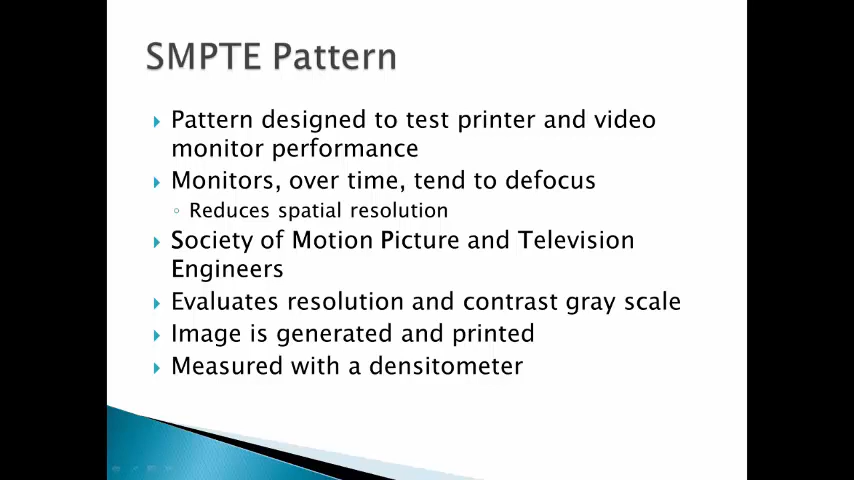 SMPTE Pattern
Pattern designed to test printer and video
monitor performance
Monitors, over time, tend to defocus
Reduces spatial resolution
Society of Motion Picture and Television
Engineers
Evaluates resolution and contrast gray scale
Image is generated and printed
Measured with a densitometer